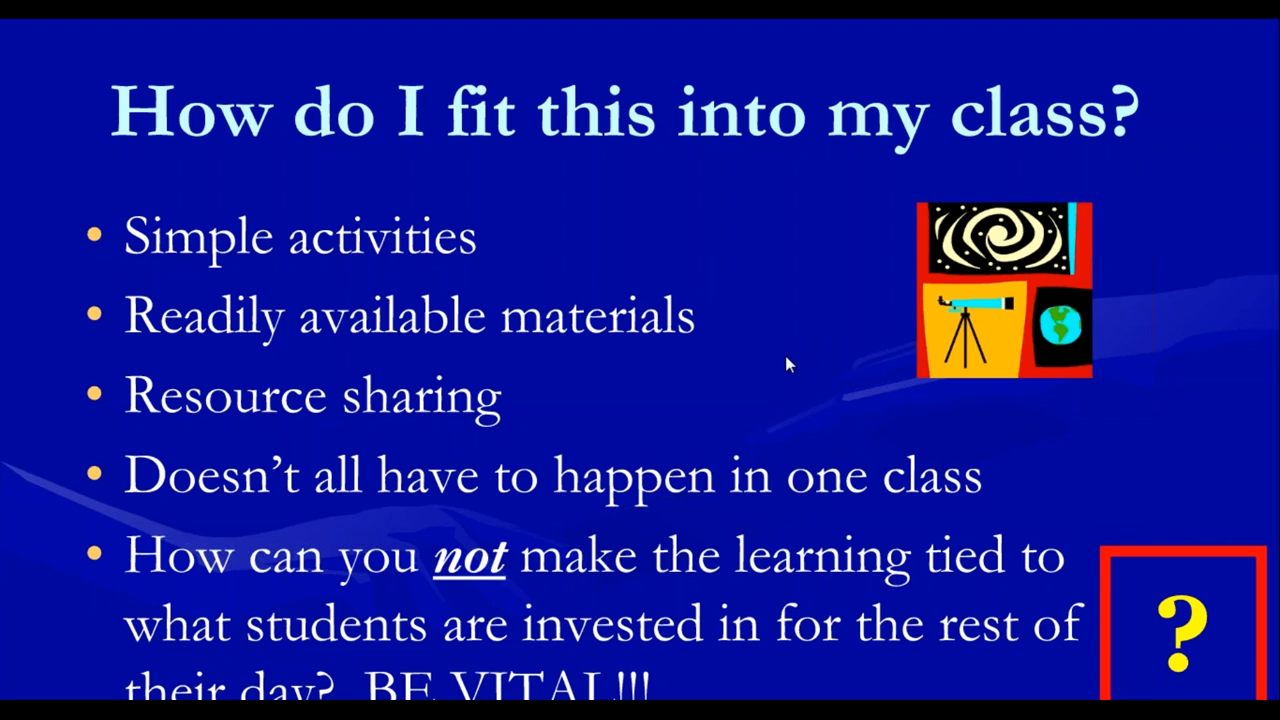 How do I fit this into my class?
• Simple activities
• Readily available materials
• Resource sharing
• Doesn’t all have to happen in one class
• How can you not make the learning tied to
what students are invested in for the rest of
their day? BE VITAL!!!
?